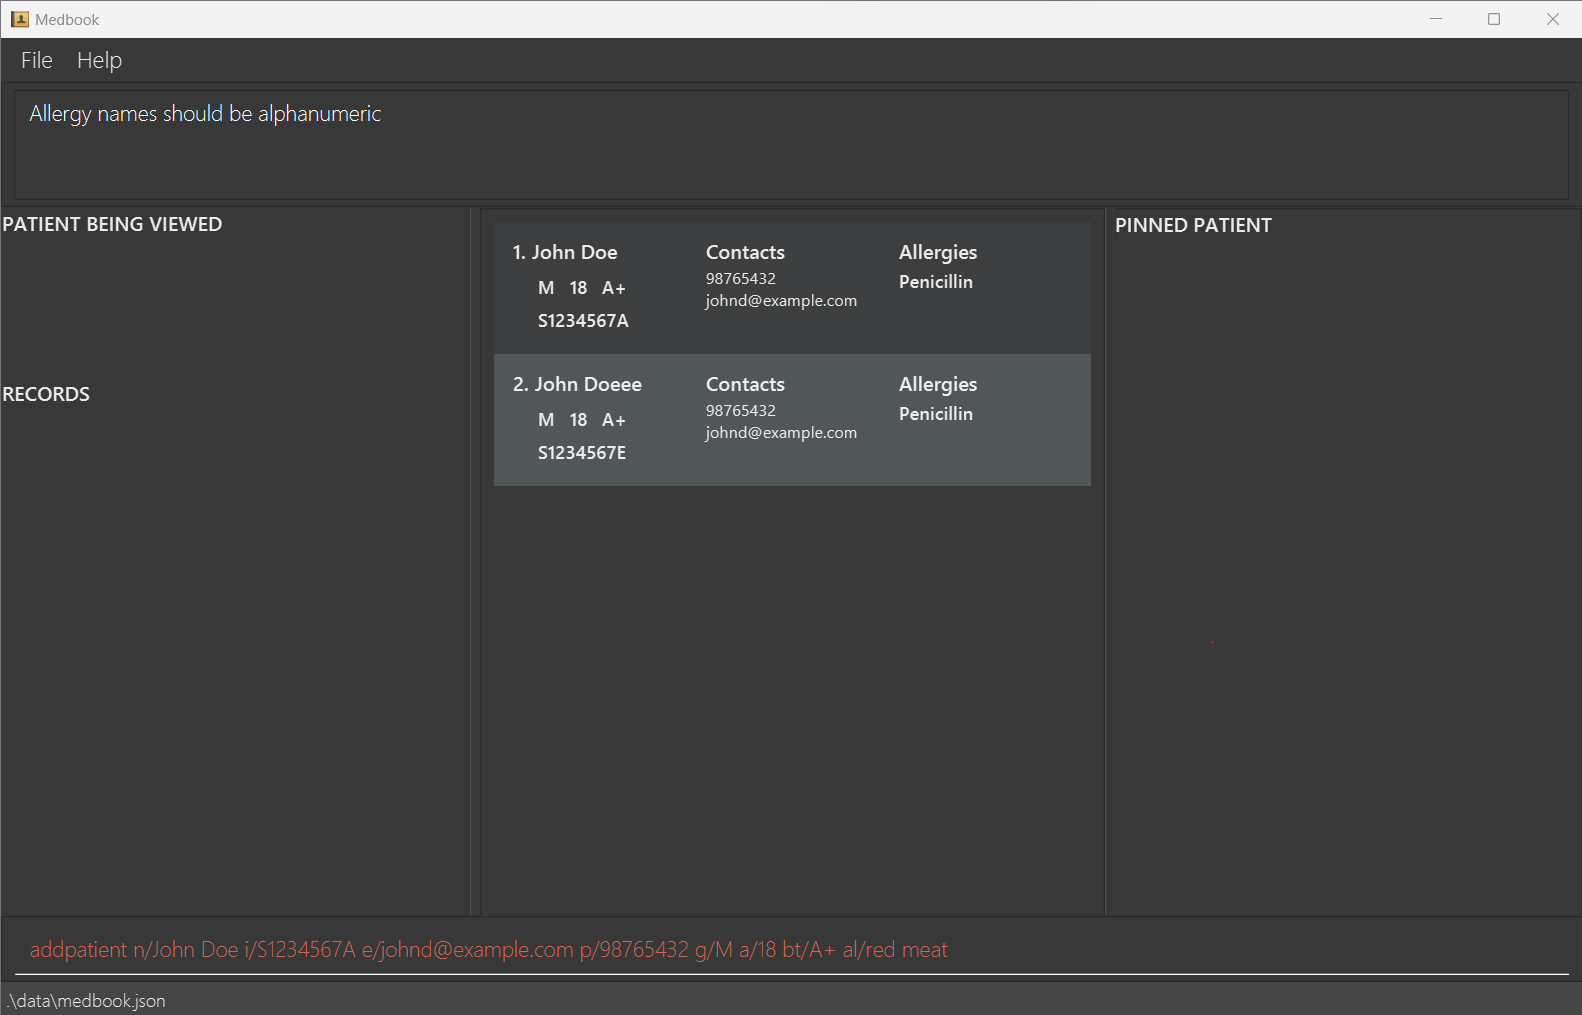 Medbook
File Help
Allergy names should be alphanumeric
PATIENT BEING VIEWED
RECORDS
1. John Doe
M 18 A+
S1234567A
Contacts
98765432
johnd@example.com
Allergies
Penicillin
2. John Doeee
M 18 A+
S1234567E
Contacts
98765432
johnd@example.com
Allergies
Penicillin
PINNED PATIENT
addpatient n/John Doe i/S1234567A e/johnd@example.com p/98765432 g/M a/18 bt/A+ al/red meat
.\data\medbook.json